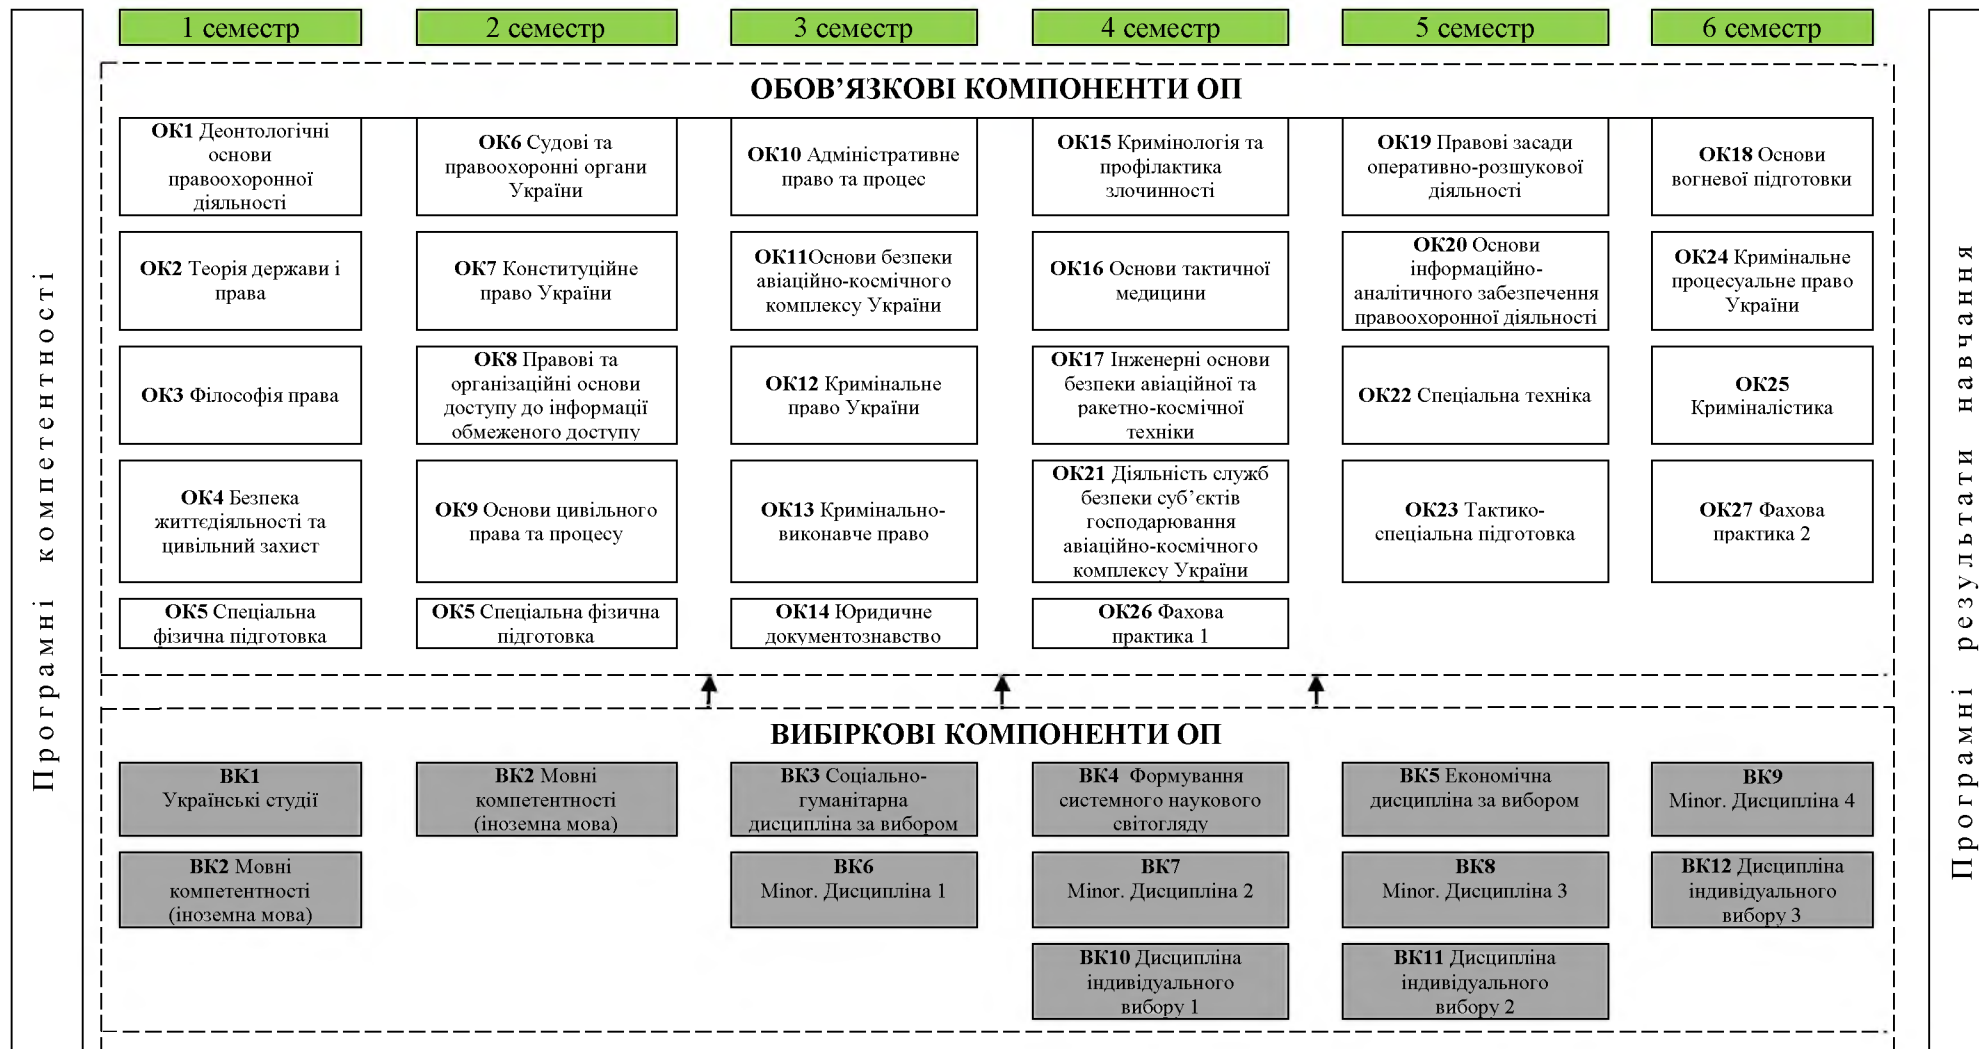 Програмні компетентності
1 семестр
2 семестр
3 семестр
4 семестр
5 семестр
6 семестр
ОБОВ’ЯЗКОВІ КОМПОНЕНТИ ОП
ОК1 Деонтологічні
основи
правоохоронної
діяльності
ОК6 Судові та
правоохоронні органи
України
ОК10 Адміністративне
право та процес
ОК15 Кримінологія та
профілактика
злочинності
ОК19 Правові засади
оперативно-розшукової
діяльності
ОК18 Основи
вогневої підготовки
ОК2 Теорія держави і
права
ОК7 Конституційне
право України
ОК11Основи безпеки
авіаційно-космічного
комплексу України
ОК16 Основи тактичної
медицини
ОК20 Основи
інформаційно-
аналітичного забезпечення
правоохоронної діяльності
ОК24 Кримінальне
процесуальне право
України
ОК3 Філософія права
ОК8 Правові та
організаційні основи
доступу до інформації
обмеженого доступу
ОК12 Кримінальне
право України
ОК17 Інженерні основи
безпеки авіаційної та
ракетно-космічної
техніки
ОК22 Спеціальна техніка
ОК25
Криміналістика
ОК4 Безпека
життєдіяльності та
цивільний захист
ОК9 Основи цивільного
права та процесу
ОК13 Кримінально-
виконавче право
ОК21 Діяльність служб
безпеки суб’єктів
господарювання
авіаційно-космічного
комплексу України
ОК23 Тактико-
спеціальна підготовка
ОК27 Фахова
практика 2
ОК5 Спеціальна
фізична підготовка
ОК5 Спеціальна фізична
підготовка
ОК14 Юридичне
документознавство
ОК26 Фахова
практика 1
ВИБІРКОВІ КОМПОНЕНТИ ОП
ВК1
Українські студії
ВК2 Мовні
компетентності
(іноземна мова)
ВК3 Соціально-
гуманітарна
дисципліна за вибором
ВК4 Формування
системного наукового
світогляду
ВК5 Економічна
дисципліна за вибором
ВК9
Minor. Дисципліна 4
ВК2 Мовні
компетентності
(іноземна мова)
ВК6
Minor. Дисципліна 1
ВК7
Minor. Дисципліна 2
ВК8
Minor. Дисципліна 3
ВК12 Дисципліна
індивідуального
вибору 3
ВК10 Дисципліна
індивідуального
вибору 1
ВК11 Дисципліна
індивідуального
вибору 2
Програмні результати навчання